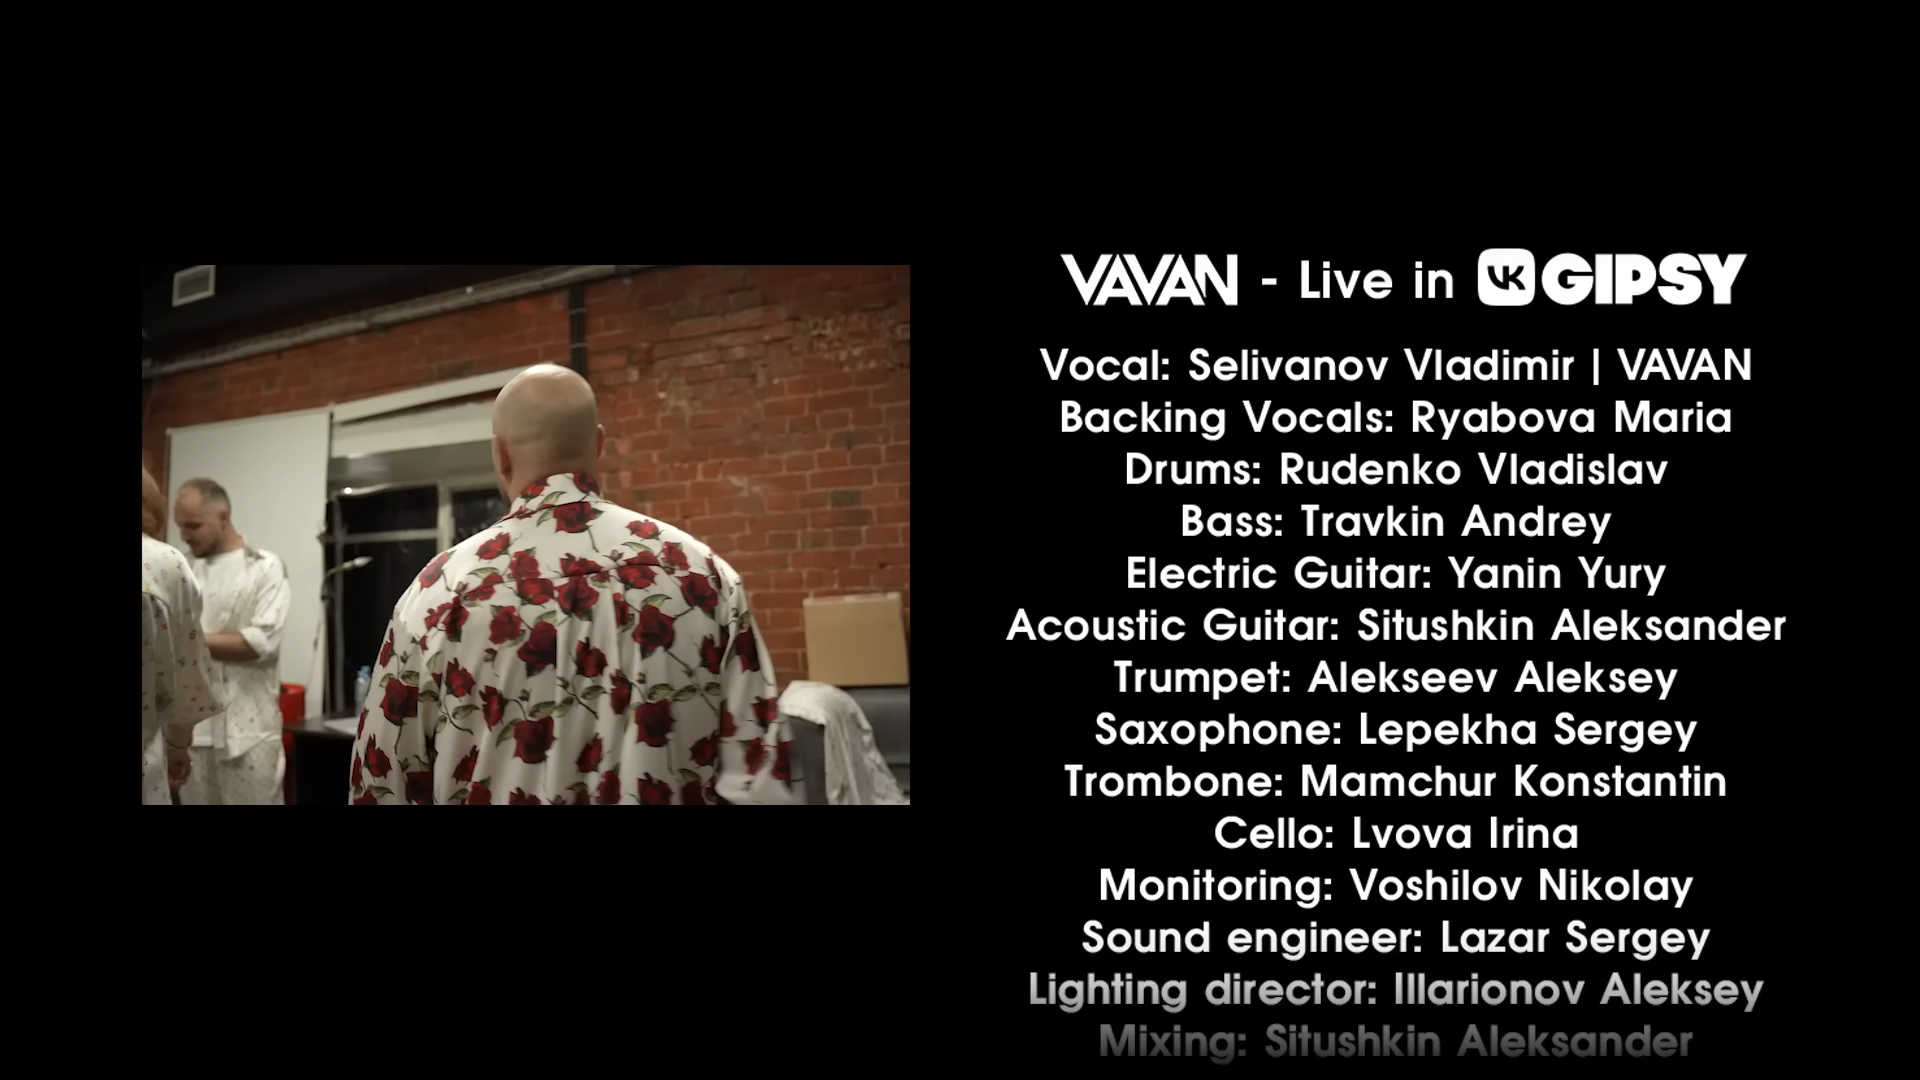 VAVAN - Live in VK GIPSY
Vocal: Selivanov Vladimir | VAVAN
Backing Vocals: Ryabova Maria
Drums: Rudenko Vladislav
Bass: Travkin Andrey
Electric Guitar: Yanin Yury
Acoustic Guitar: Situshkin Aleksander
Trumpet: Alekseev Aleksey
Saxophone: Lepekha Sergey
Trombone: Mamchur Konstantin
Cello: Lvova Irina
Monitoring: Voshilov Nikolay
Sound engineer: Lazar Sergey
Lighting director: Illarionov Aleksey
Mixing: Situshkin Aleksander